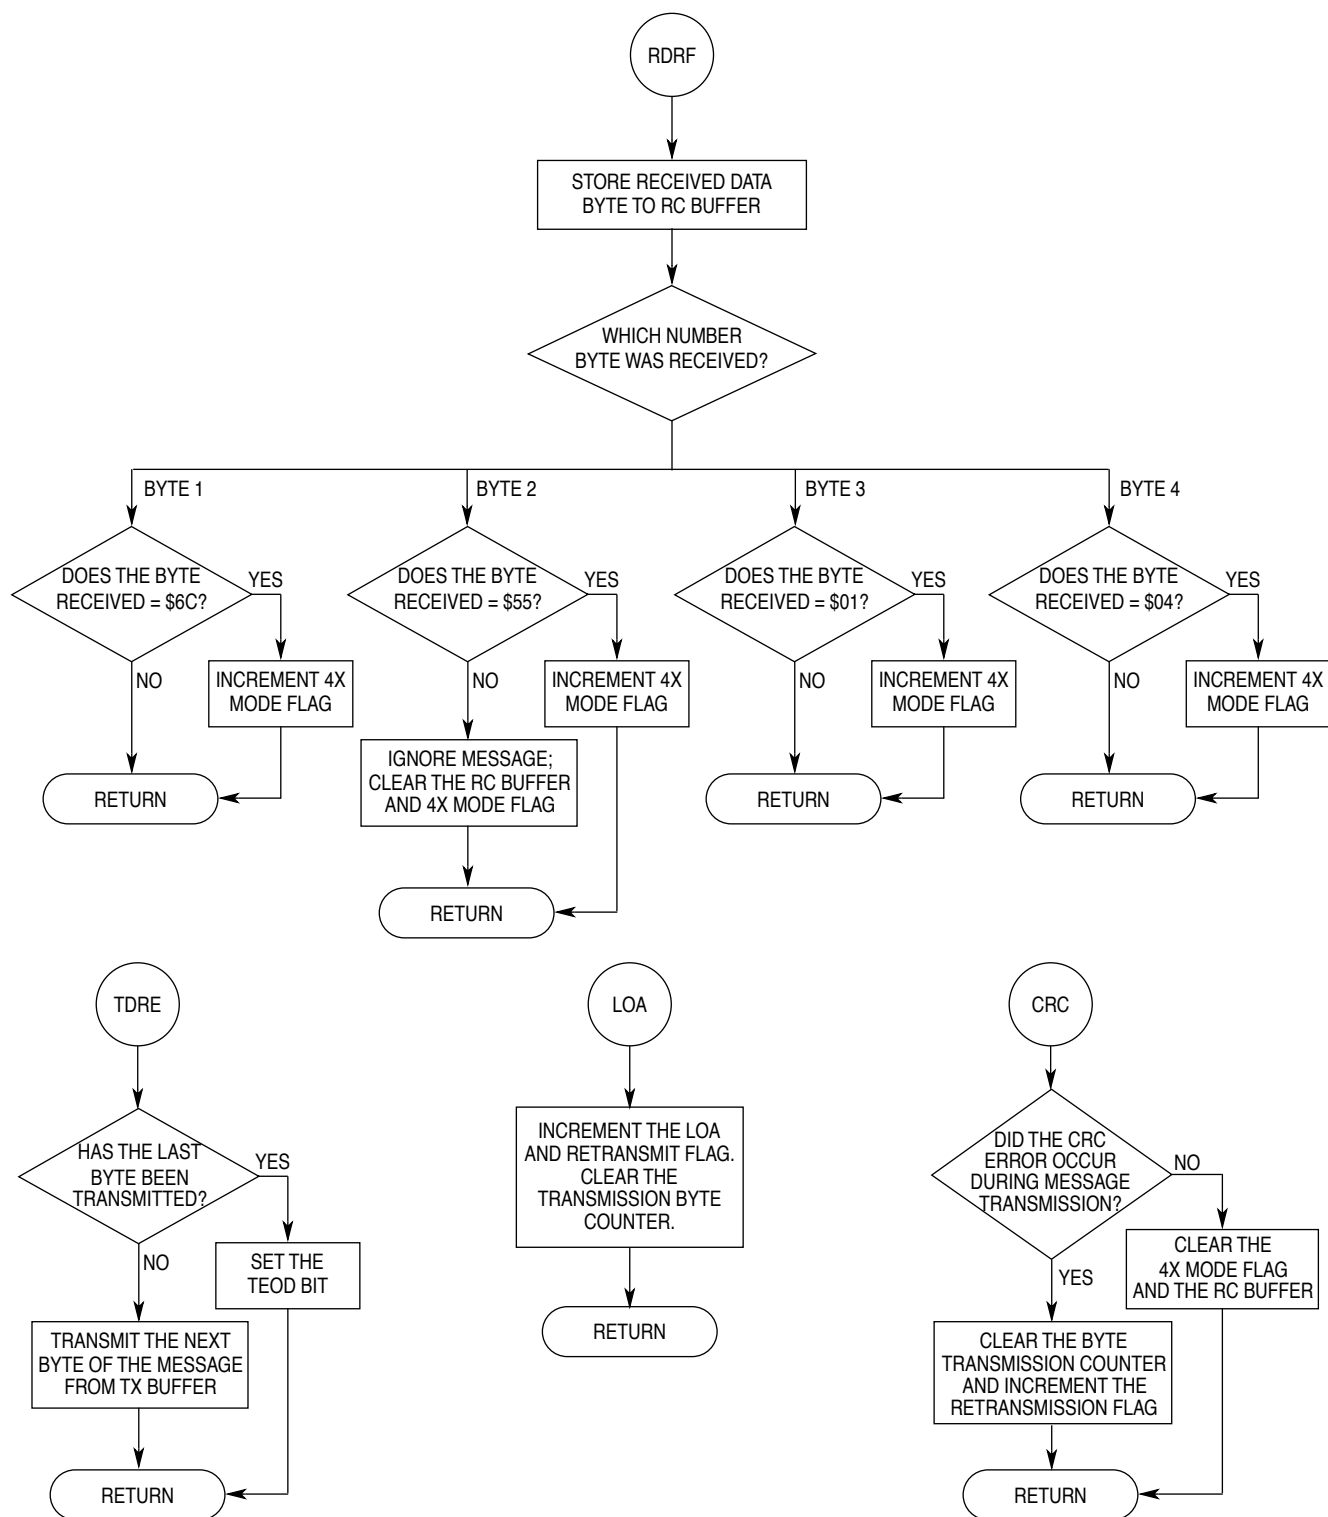 RDRF
STORE RECEIVED DATA
BYTE TO RC BUFFER
WHICH NUMBER
BYTE WAS RECEIVED?
BYTE 1
DOES THE BYTE
RECEIVED = $6C?
YES
NO
INCREMENT 4X
MODE FLAG
RETURN
BYTE 2
DOES THE BYTE
RECEIVED = $55?
YES
NO
INCREMENT 4X
MODE FLAG
IGNORE MESSAGE;
CLEAR THE RC BUFFER
AND 4X MODE FLAG
RETURN
BYTE 3
DOES THE BYTE
RECEIVED = $01?
YES
NO
INCREMENT 4X
MODE FLAG
RETURN
BYTE 4
DOES THE BYTE
RECEIVED = $04?
YES
NO
INCREMENT 4X
MODE FLAG
RETURN
TDRE
HAS THE LAST
BYTE BEEN
TRANSMITTED?
YES
NO
SET THE
TEOD BIT
TRANSMIT THE NEXT
BYTE OF THE MESSAGE
FROM TX BUFFER
RETURN
LOA
INCREMENT THE LOA
AND RETRANSMIT FLAG.
CLEAR THE
TRANSMISSION BYTE
COUNTER.
RETURN
CRC
DID THE CRC
ERROR OCCUR
DURING MESSAGE
TRANSMISSION?
NO
YES
CLEAR THE
4X MODE FLAG
AND THE RC BUFFER
CLEAR THE BYTE
TRANSMISSION COUNTER
AND INCREMENT THE
RETRANSMISSION FLAG
RETURN